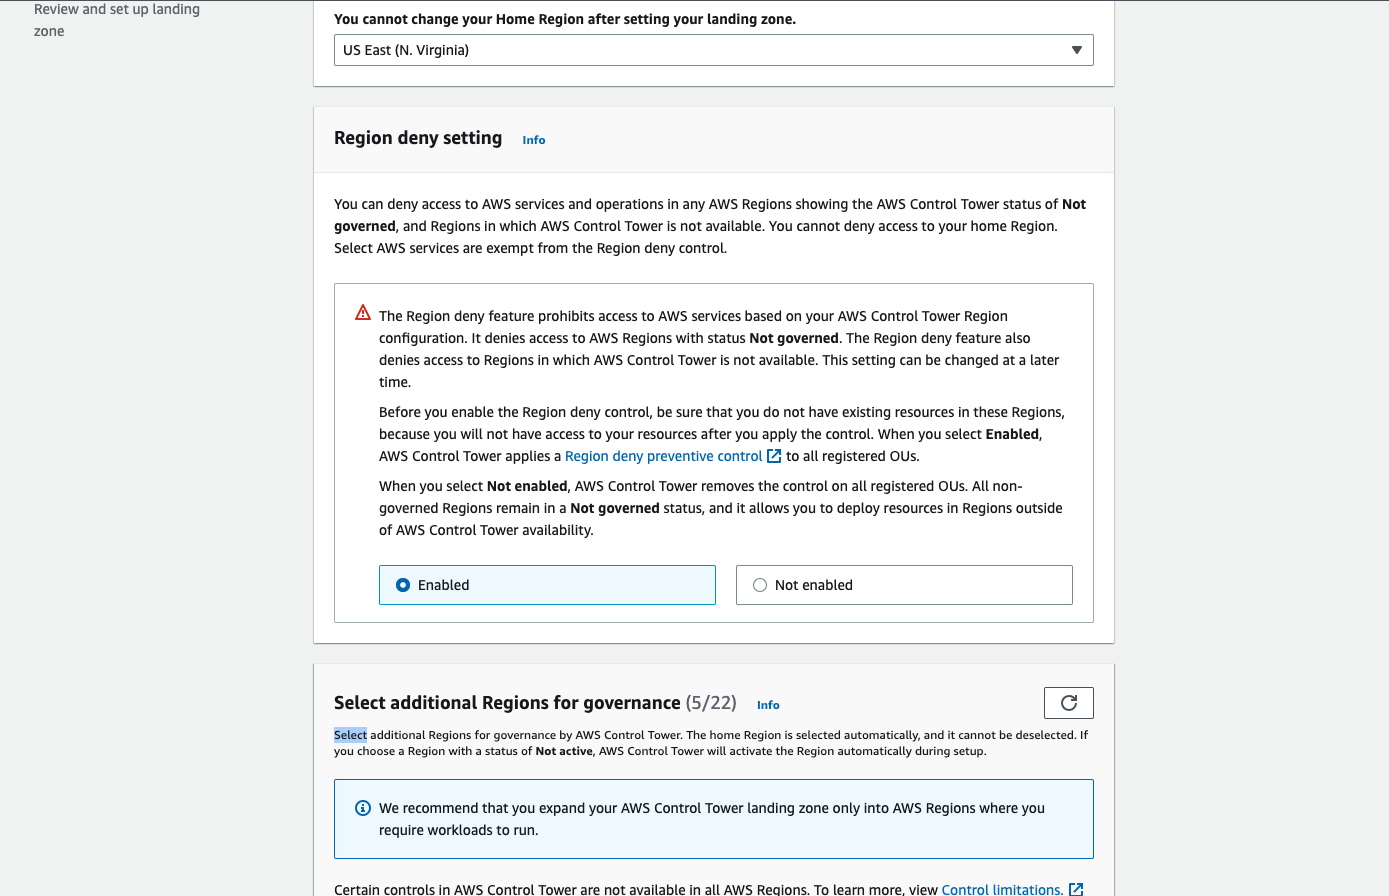 Review and set up landing
zone
You cannot change your Home Region after setting your landing zone.
US East (N. Virginia)
Region deny setting Info
You can deny access to AWS services and operations in any AWS Regions showing the AWS Control Tower status of Not
governed, and Regions in which AWS Control Tower is not available. You cannot deny access to your home Region.
Select AWS services are exempt from the Region deny control.
The Region deny feature prohibits access to AWS services based on your AWS Control Tower Region
configuration. It denies access to AWS Regions with status Not governed. The Region deny feature also
denies access to Regions in which AWS Control Tower is not available. This setting can be changed at a later
time.
Before you enable the Region deny control, be sure that you do not have existing resources in these Regions,
because you will not have access to your resources after you apply the control. When you select Enabled,
AWS Control Tower applies a Region deny preventive control to all registered OUs.
When you select Not enabled, AWS Control Tower removes the control on all registered OUs. All non-
governed Regions remain in a Not governed status, and it allows you to deploy resources in Regions outside
of AWS Control Tower availability.
Enabled
Not enabled
Select additional Regions for governance (5/22) Info
Select additional Regions for governance by AWS Control Tower. The home Region is selected automatically, and it cannot be deselected. If
you choose a Region with a status of Not active, AWS Control Tower will activate the Region automatically during setup.
We recommend that you expand your AWS Control Tower landing zone only into AWS Regions where you
require workloads to run.
Certain controls in AWS Control Tower are not available in all AWS Regions. To learn more, view Control limitations.